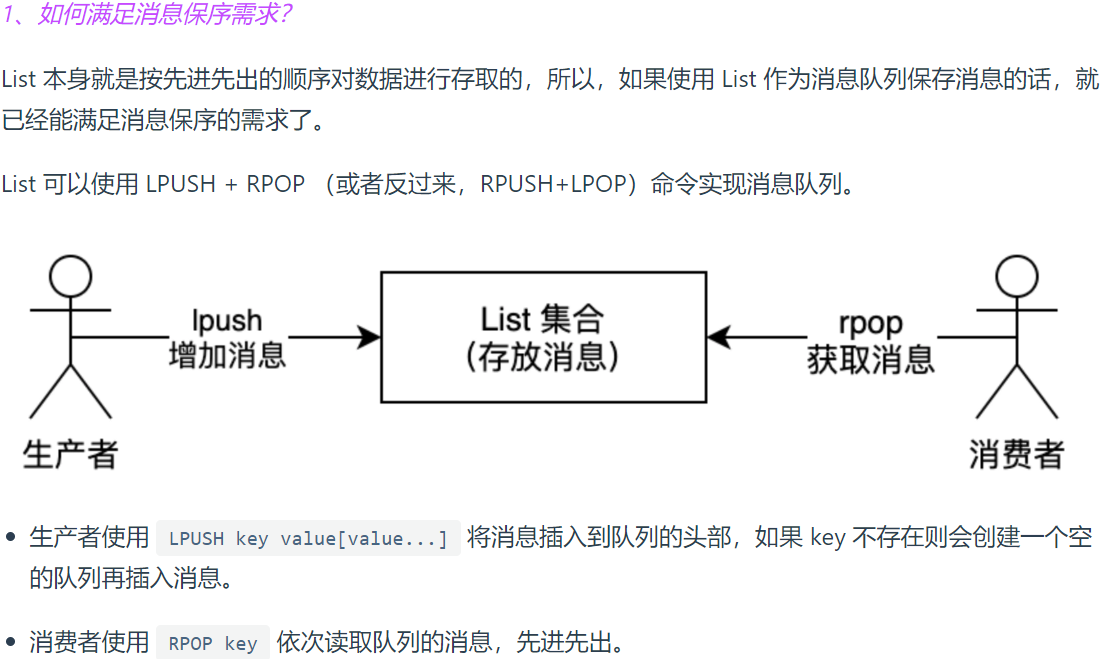 1、如何满足消息保序需求？
List 本身就是按先进先出的顺序对数据进行存取的，所以，如果使用 List 作为消息队列保存消息的话，就
已经能满足消息保序的需求了。
List 可以使用 LPUSH + RPOP （或者反过来，RPUSH+LPOP）命令实现消息队列。
lpush
增加消息
List 集合
（存放消息）
rpop
获取消息
生产者
消费者
• 生产者使用 LPUSH key value[value...] 将消息插入到队列的头部，如果 key 不存在则会创建一个空
的队列再插入消息。
• 消费者使用 RPOP key 依次读取队列的消息，先进先出。